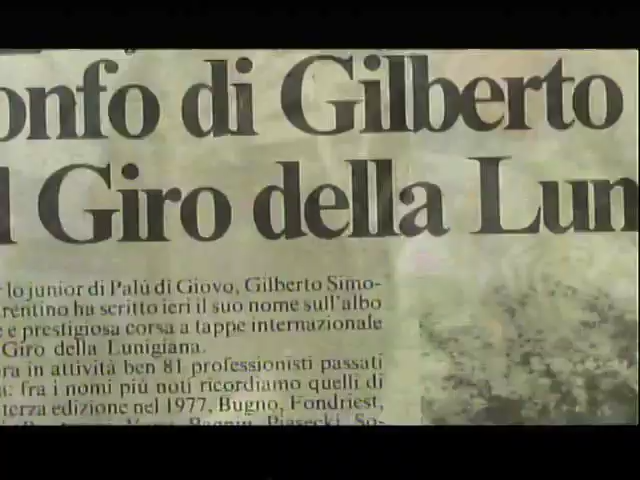 onfo di Gilberto
l Giro della Lun
r lo junior di Palù di Giovo, Gilberto Simo-
rentino ha scritto ieri il suo nome sull'albo
e e prestigiosa corsa a tappe internazionale
Giro della Lunigiana.
ra in attività ben 81 professionisti passati
a: fra i nomi più noti ricordiamo quelli di
terza edizione nel 1977, Bugno, Fondriest,
Piasecki, So-